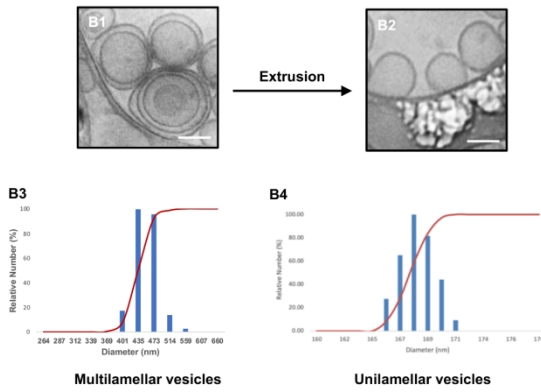 B1
B2
Extrusion
B3
B4
Relative Number (%)
100
80
60
40
20
0
264 287 312 339 369 401 435 473 514 559 607 660
Diameter (nm)
Relative Number (%)
100.00
80.00
60.00
40.00
20.00
0.00
160 162 165 167 169 171 174 176
Diameter (nm)
Multilamellar vesicles
Unilamellar vesicles